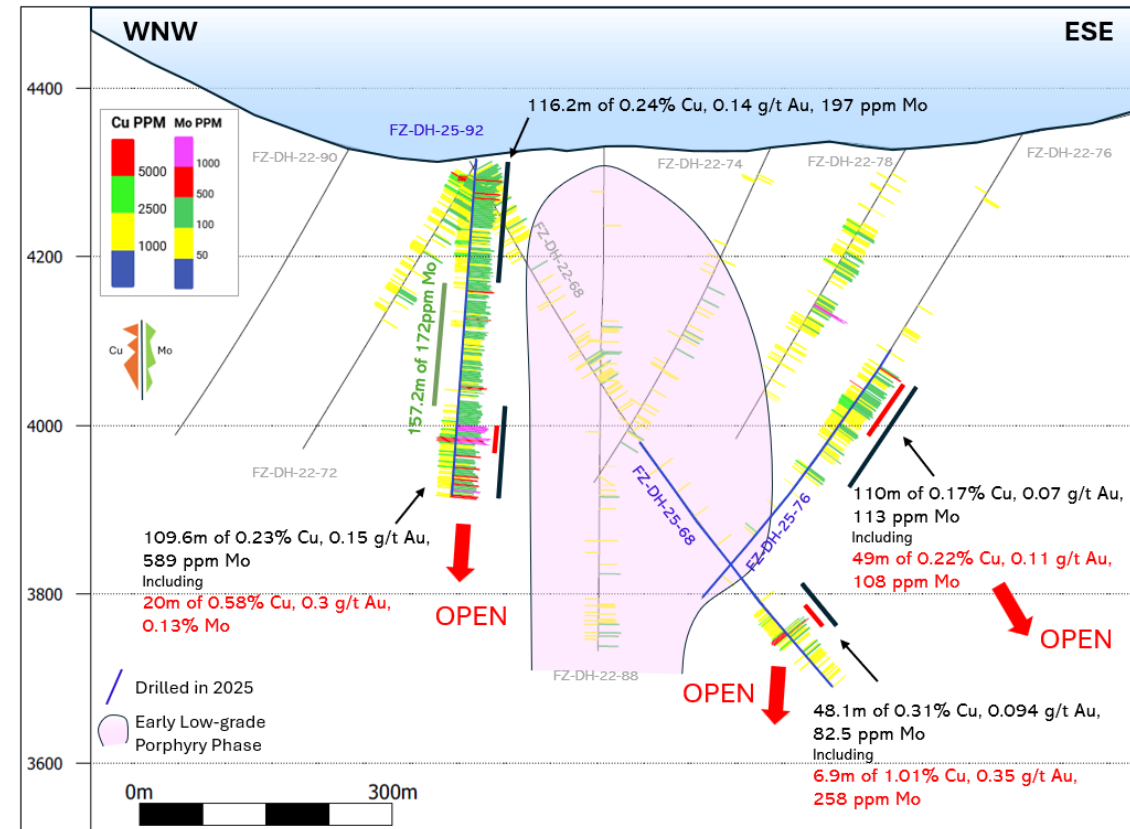 WNW
ESE
4400
4200
4000
3800
3600
Cu PPM
Mo PPM
5000
2500
1000
1000
500
100
50
Cu
Mo
FZ-DH-22-90
FZ-DH-25-92
116.2m of 0.24% Cu, 0.14 g/t Au, 197 ppm Mo
FZ-DH-22-74
FZ-DH-22-78
FZ-DH-22-76
FZ-DH-22-68
157.2m of 172ppm Mo
FZ-DH-22-72
FZ-DH-25-68
FZ-DH-25-76
110m of 0.17% Cu, 0.07 g/t Au,
113 ppm Mo
Including
49m of 0.22% Cu, 0.11 g/t Au,
108 ppm Mo
OPEN
109.6m of 0.23% Cu, 0.15 g/t Au,
589 ppm Mo
Including
20m of 0.58% Cu, 0.3 g/t Au,
0.13% Mo
OPEN
FZ-DH-22-88
OPEN
48.1m of 0.31% Cu, 0.094 g/t Au,
82.5 ppm Mo
Including
6.9m of 1.01% Cu, 0.35 g/t Au,
258 ppm Mo
Drilled in 2025
Early Low-grade
Porphyry Phase
0m
300m